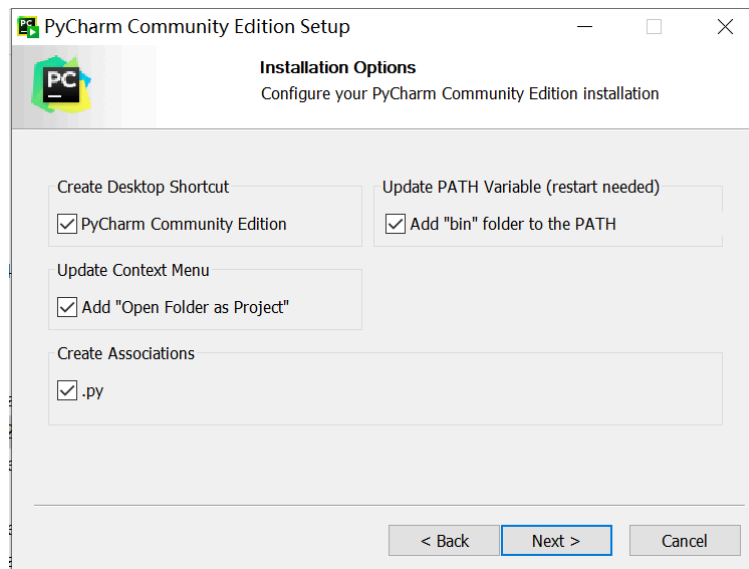 PyCharm Community Edition Setup
PC
Installation Options
Configure your PyCharm Community Edition installation
Create Desktop Shortcut
PyCharm Community Edition
Update PATH Variable (restart needed)
Add "bin" folder to the PATH
Update Context Menu
Add "Open Folder as Project"
Create Associations
.py
< Back
Next >
Cancel